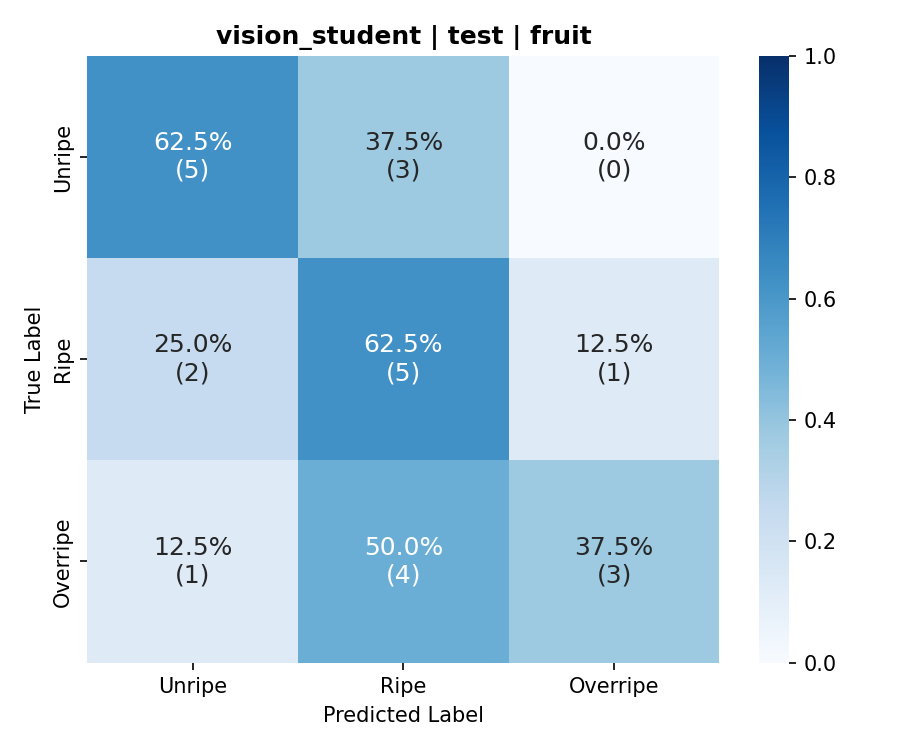 vision_student | test | fruit
Unripe
62.5%
(5)
37.5%
(3)
0.0%
(0)
True Label
Ripe
25.0%
(2)
62.5%
(5)
12.5%
(1)
Overripe
12.5%
(1)
50.0%
(4)
37.5%
(3)
Unripe
Ripe
Overripe
Predicted Label
1.0
0.8
0.6
0.4
0.2
0.0